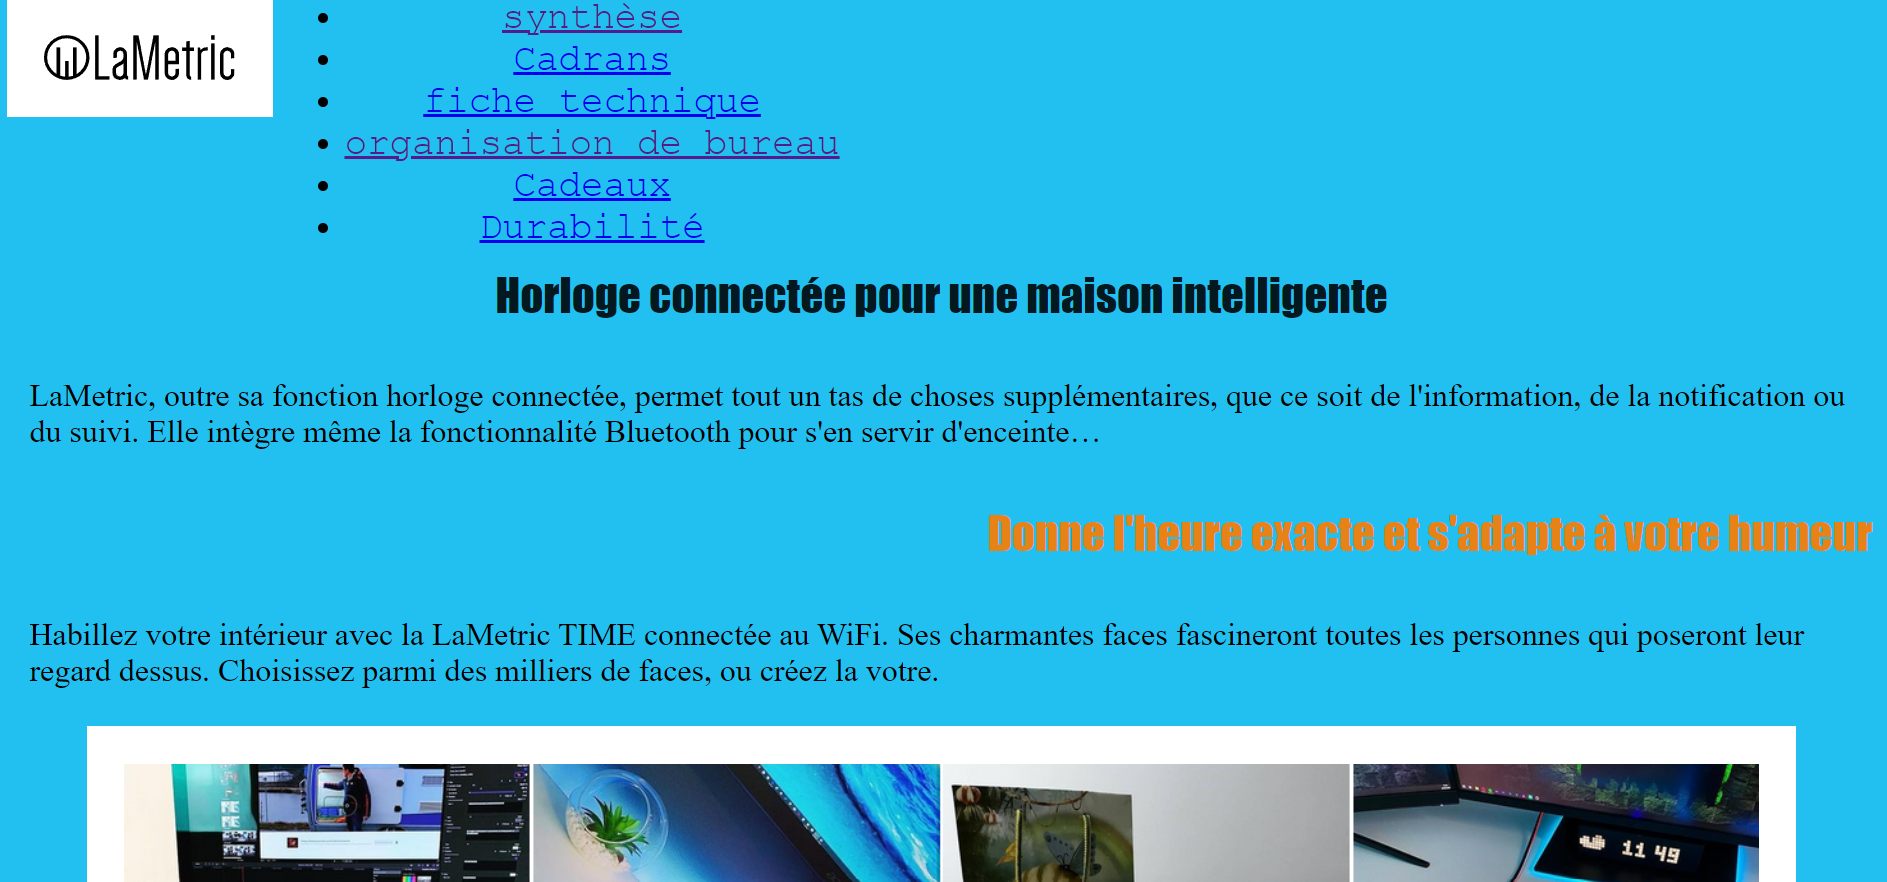 LaMetric
synthèse
Cadrans
fiche technique
organisation de bureau
Cadeaux
Durabilité
Horloge connectée pour une maison intelligente
LaMetric, outre sa fonction horloge connectée, permet tout un tas de choses supplémentaires, que ce soit de l'information, de la notification ou
du suivi. Elle intègre même la fonctionnalité Bluetooth pour s'en servir d'enceinte…
Donne l'heure exacte et s'adapte à votre humeur
Habillez votre intérieur avec la LaMetric TIME connectée au WiFi. Ses charmantes faces fascineront toutes les personnes qui poseront leur
regard dessus. Choisissez parmi des milliers de faces, ou créez la votre.
11 49